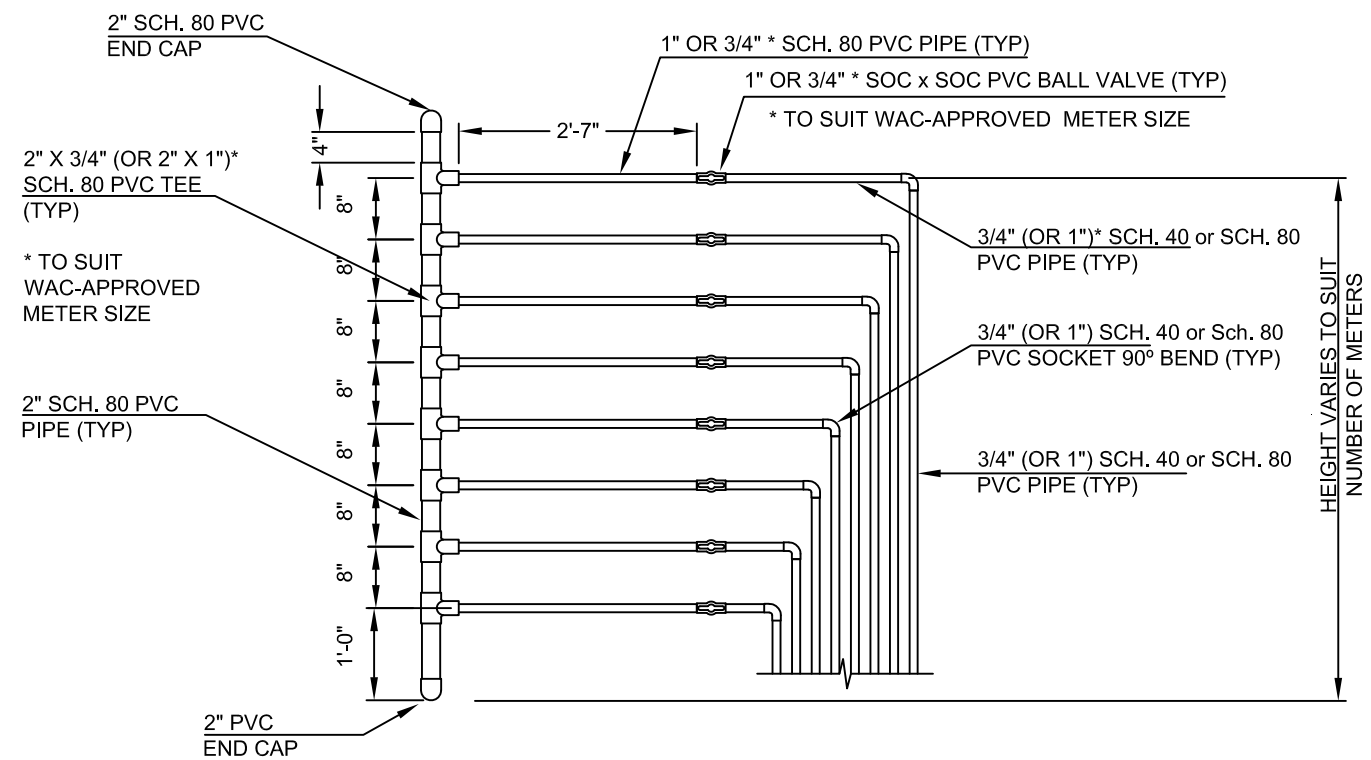 2" SCH. 80 PVC
END CAP
1" OR 3/4" * SCH. 80 PVC PIPE (TYP)
1" OR 3/4" * SOC x SOC PVC BALL VALVE (TYP)
* TO SUIT WAC-APPROVED METER SIZE
4"
2'-7"
2" X 3/4" (OR 2" X 1")*
SCH. 80 PVC TEE
(TYP)
* TO SUIT
WAC-APPROVED
METER SIZE
8"
8"
8"
8"
8"
8"
8"
1'-0"
3/4" (OR 1")* SCH. 40 or SCH. 80
PVC PIPE (TYP)
3/4" (OR 1") SCH. 40 or Sch. 80
PVC SOCKET 90º BEND (TYP)
2" SCH. 80 PVC
PIPE (TYP)
3/4" (OR 1") SCH. 40 or SCH. 80
PVC PIPE (TYP)
HEIGHT VARIES TO SUIT
NUMBER OF METERS
2" PVC
END CAP